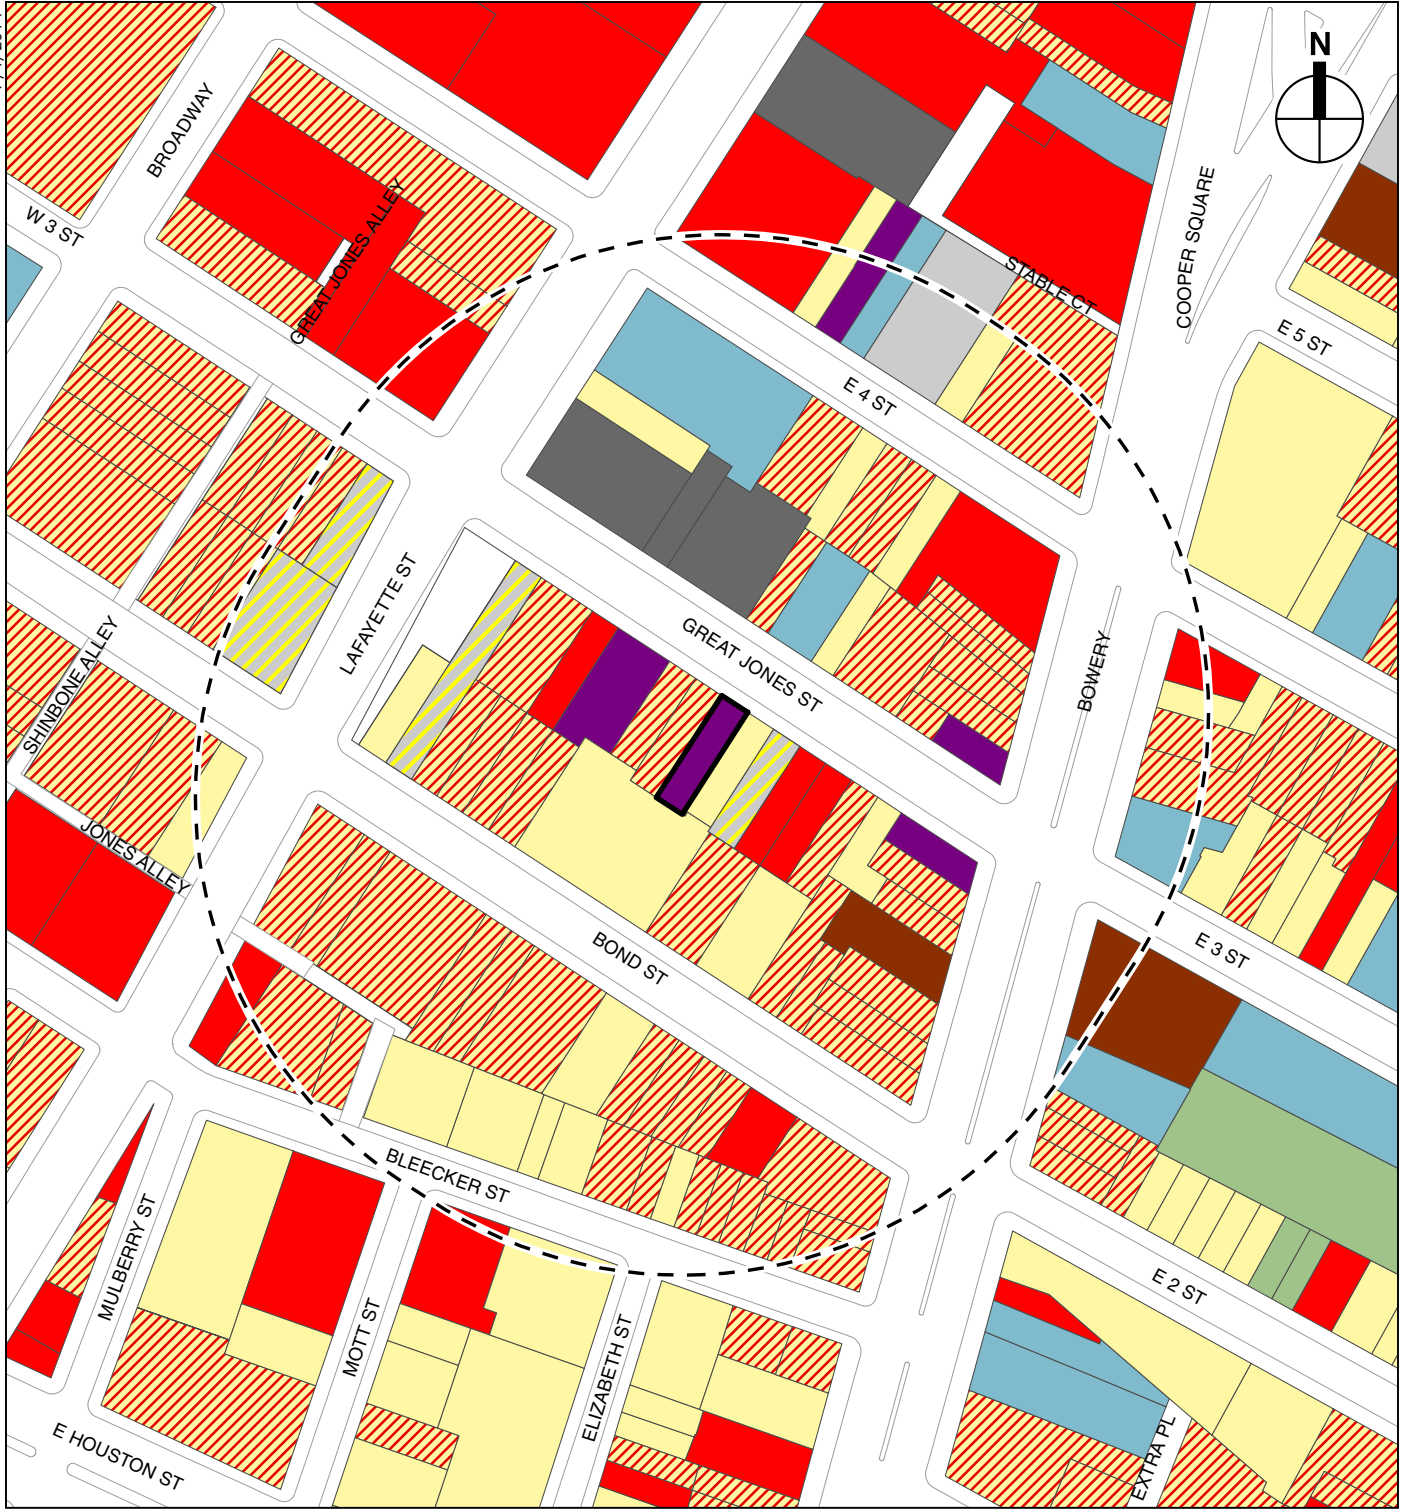 N
BROADWAY
W 3 ST
GREAT JONES ALLEY
COOPER SQUARE
STABLE CT
E 5 ST
E 4 ST
LAFAYETTE ST
GREAT JONES ST
BOWERY
SHINBONE ALLEY
JONES ALLEY
BOND ST
E 3 ST
BLEECKER ST
MULBERRY ST
MOTT ST
ELIZABETH ST
E 2 ST
E HOUSTON ST
EXTRA PL